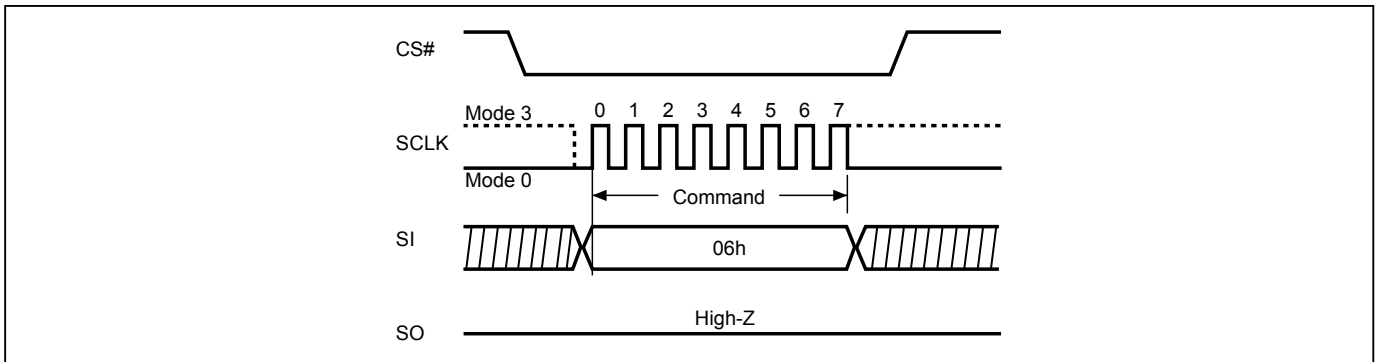 CS#
Mode 3
0 1 2 3 4 5 6 7
SCLK
Mode 0
Command
SI
06h
High-Z
SO